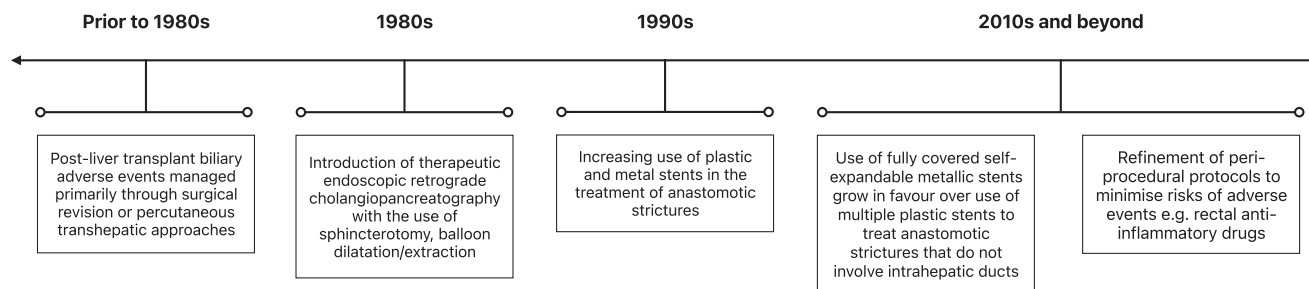 Prior to 1980s
1980s
1990s
2010s and beyond
Post-liver transplant biliary
adverse events managed
primarily through surgical
revision or percutaneous
transhepatic approaches
Introduction of therapeutic
endoscopic retrograde
cholangiopancreatography
with the use of
sphincterotomy, balloon
dilatation/extraction
Increasing use of plastic
and metal stents in the
treatment of anastomotic
strictures
Use of fully covered self-
expandable metallic stents
grow in favour over use of
multiple plastic stents to
treat anastomotic
strictures that do not
involve intrahepatic ducts
Refinement of peri-
procedural protocols to
minimise risks of adverse
events e.g. rectal anti-
inflammatory drugs